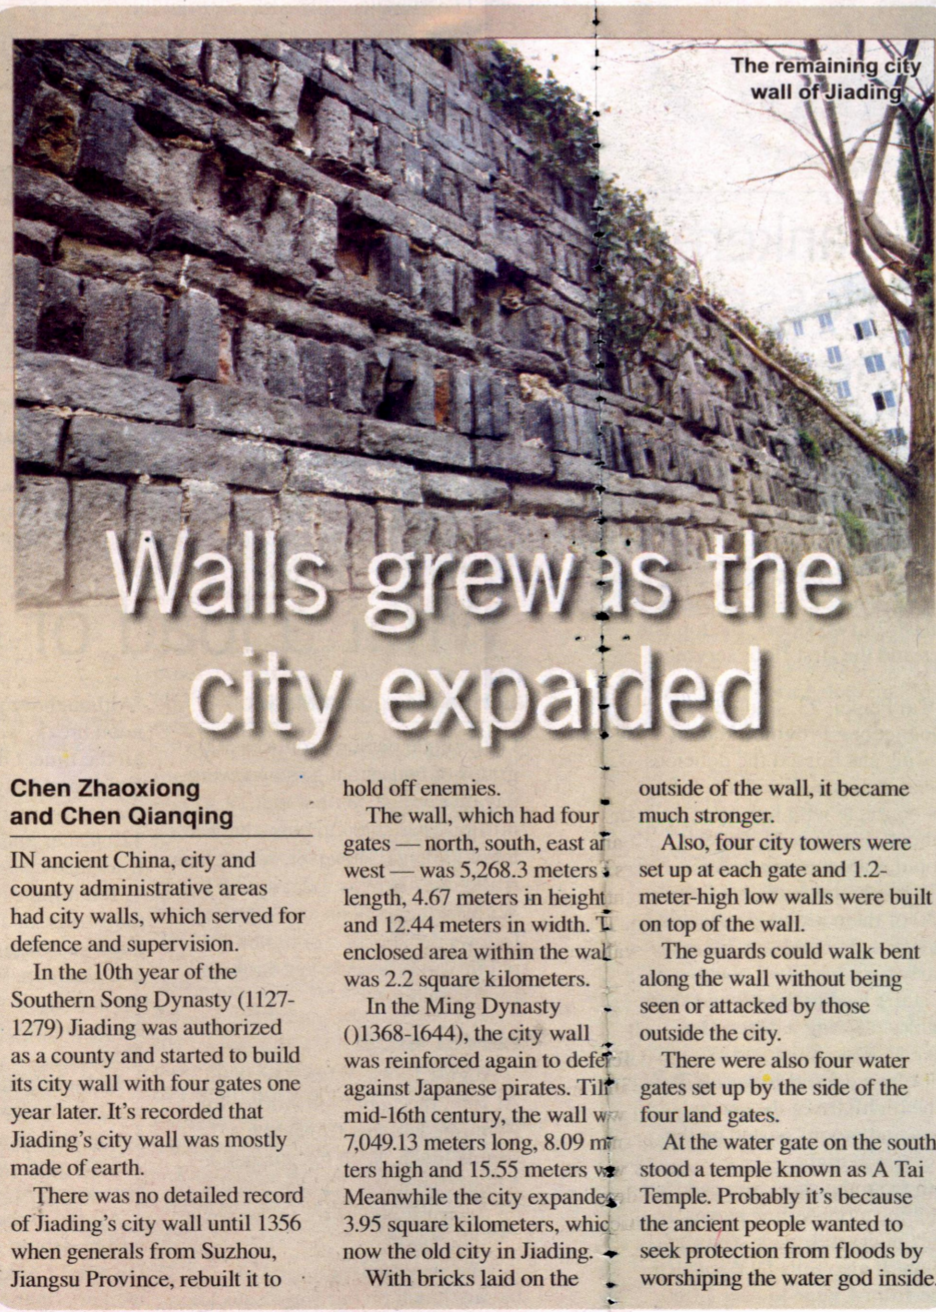 The remaining city
wall of Jiading
Walls grew as the
city expanded
Chen Zhaoxiong
and Chen Qianqing
IN ancient China, city and
county administrative areas
had city walls, which served for
defence and supervision.
In the 10th year of the
Southern Song Dynasty (1127-
1279) Jiading was authorized
as a county and started to build
its city wall with four gates one
year later. It's recorded that
Jiading's city wall was mostly
made of earth.
There was no detailed record
of Jiading's city wall until 1356
when generals from Suzhou,
Jiangsu Province, rebuilt it to
hold off enemies.
The wall, which had four
gates — north, south, east
west — was 5,268.3 meters
length, 4.67 meters in height
and 12.44 meters in width.
enclosed area within the wal
was 2.2 square kilometers.
In the Ming Dynasty
()1368-1644), the city wall
was reinforced again to defe
against Japanese pirates. Till
mid-16th century, the wall w
7,049.13 meters long, 8.09 m
ters high and 15.55 meters
Meanwhile the city expande
3.95 square kilometers, whic
now the old city in Jiading.
With bricks laid on the
outside of the wall, it became
much stronger.
Also, four city towers were
set up at each gate and 1.2-
meter-high low walls were built
on top of the wall.
The guards could walk bent
along the wall without being
seen or attacked by those
outside the city.
There were also four water
gates set up by the side of the
four land gates.
At the water gate on the south
stood a temple known as A Tai
Temple. Probably it's because
the ancient people wanted to
seek protection from floods by
worshiping the water god inside.